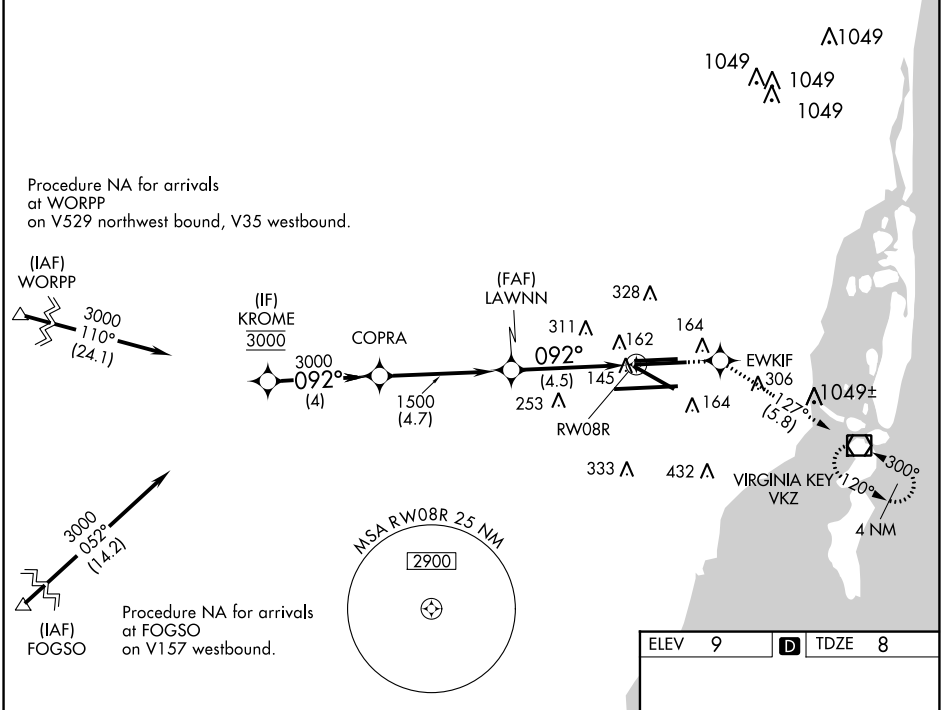 1049
1049
1049
1049
Procedure NA for arrivals
at WORPP
on V529 northwest bound, V35 westbound.
(IAF)
WORPP
3000
110°
(24.1)
(IF)
KROME
3000
3000
092°
(4)
COPRA
1500
(4.7)
(FAF)
LAWNN
092°
(4.5)
328
311
162
164
145
253
RW08R
164
EWKIF
306
127°
(5.8)
1049±
333
432
VIRGINIA KEY
VKZ
300°
120°
4 NM
3000
052°
(14.2)
(IAF)
FOGSO
Procedure NA for arrivals
at FOGSO
on V157 westbound.
MSA RW08R 25 NM
2900
ELEV 9 D TDZE 8